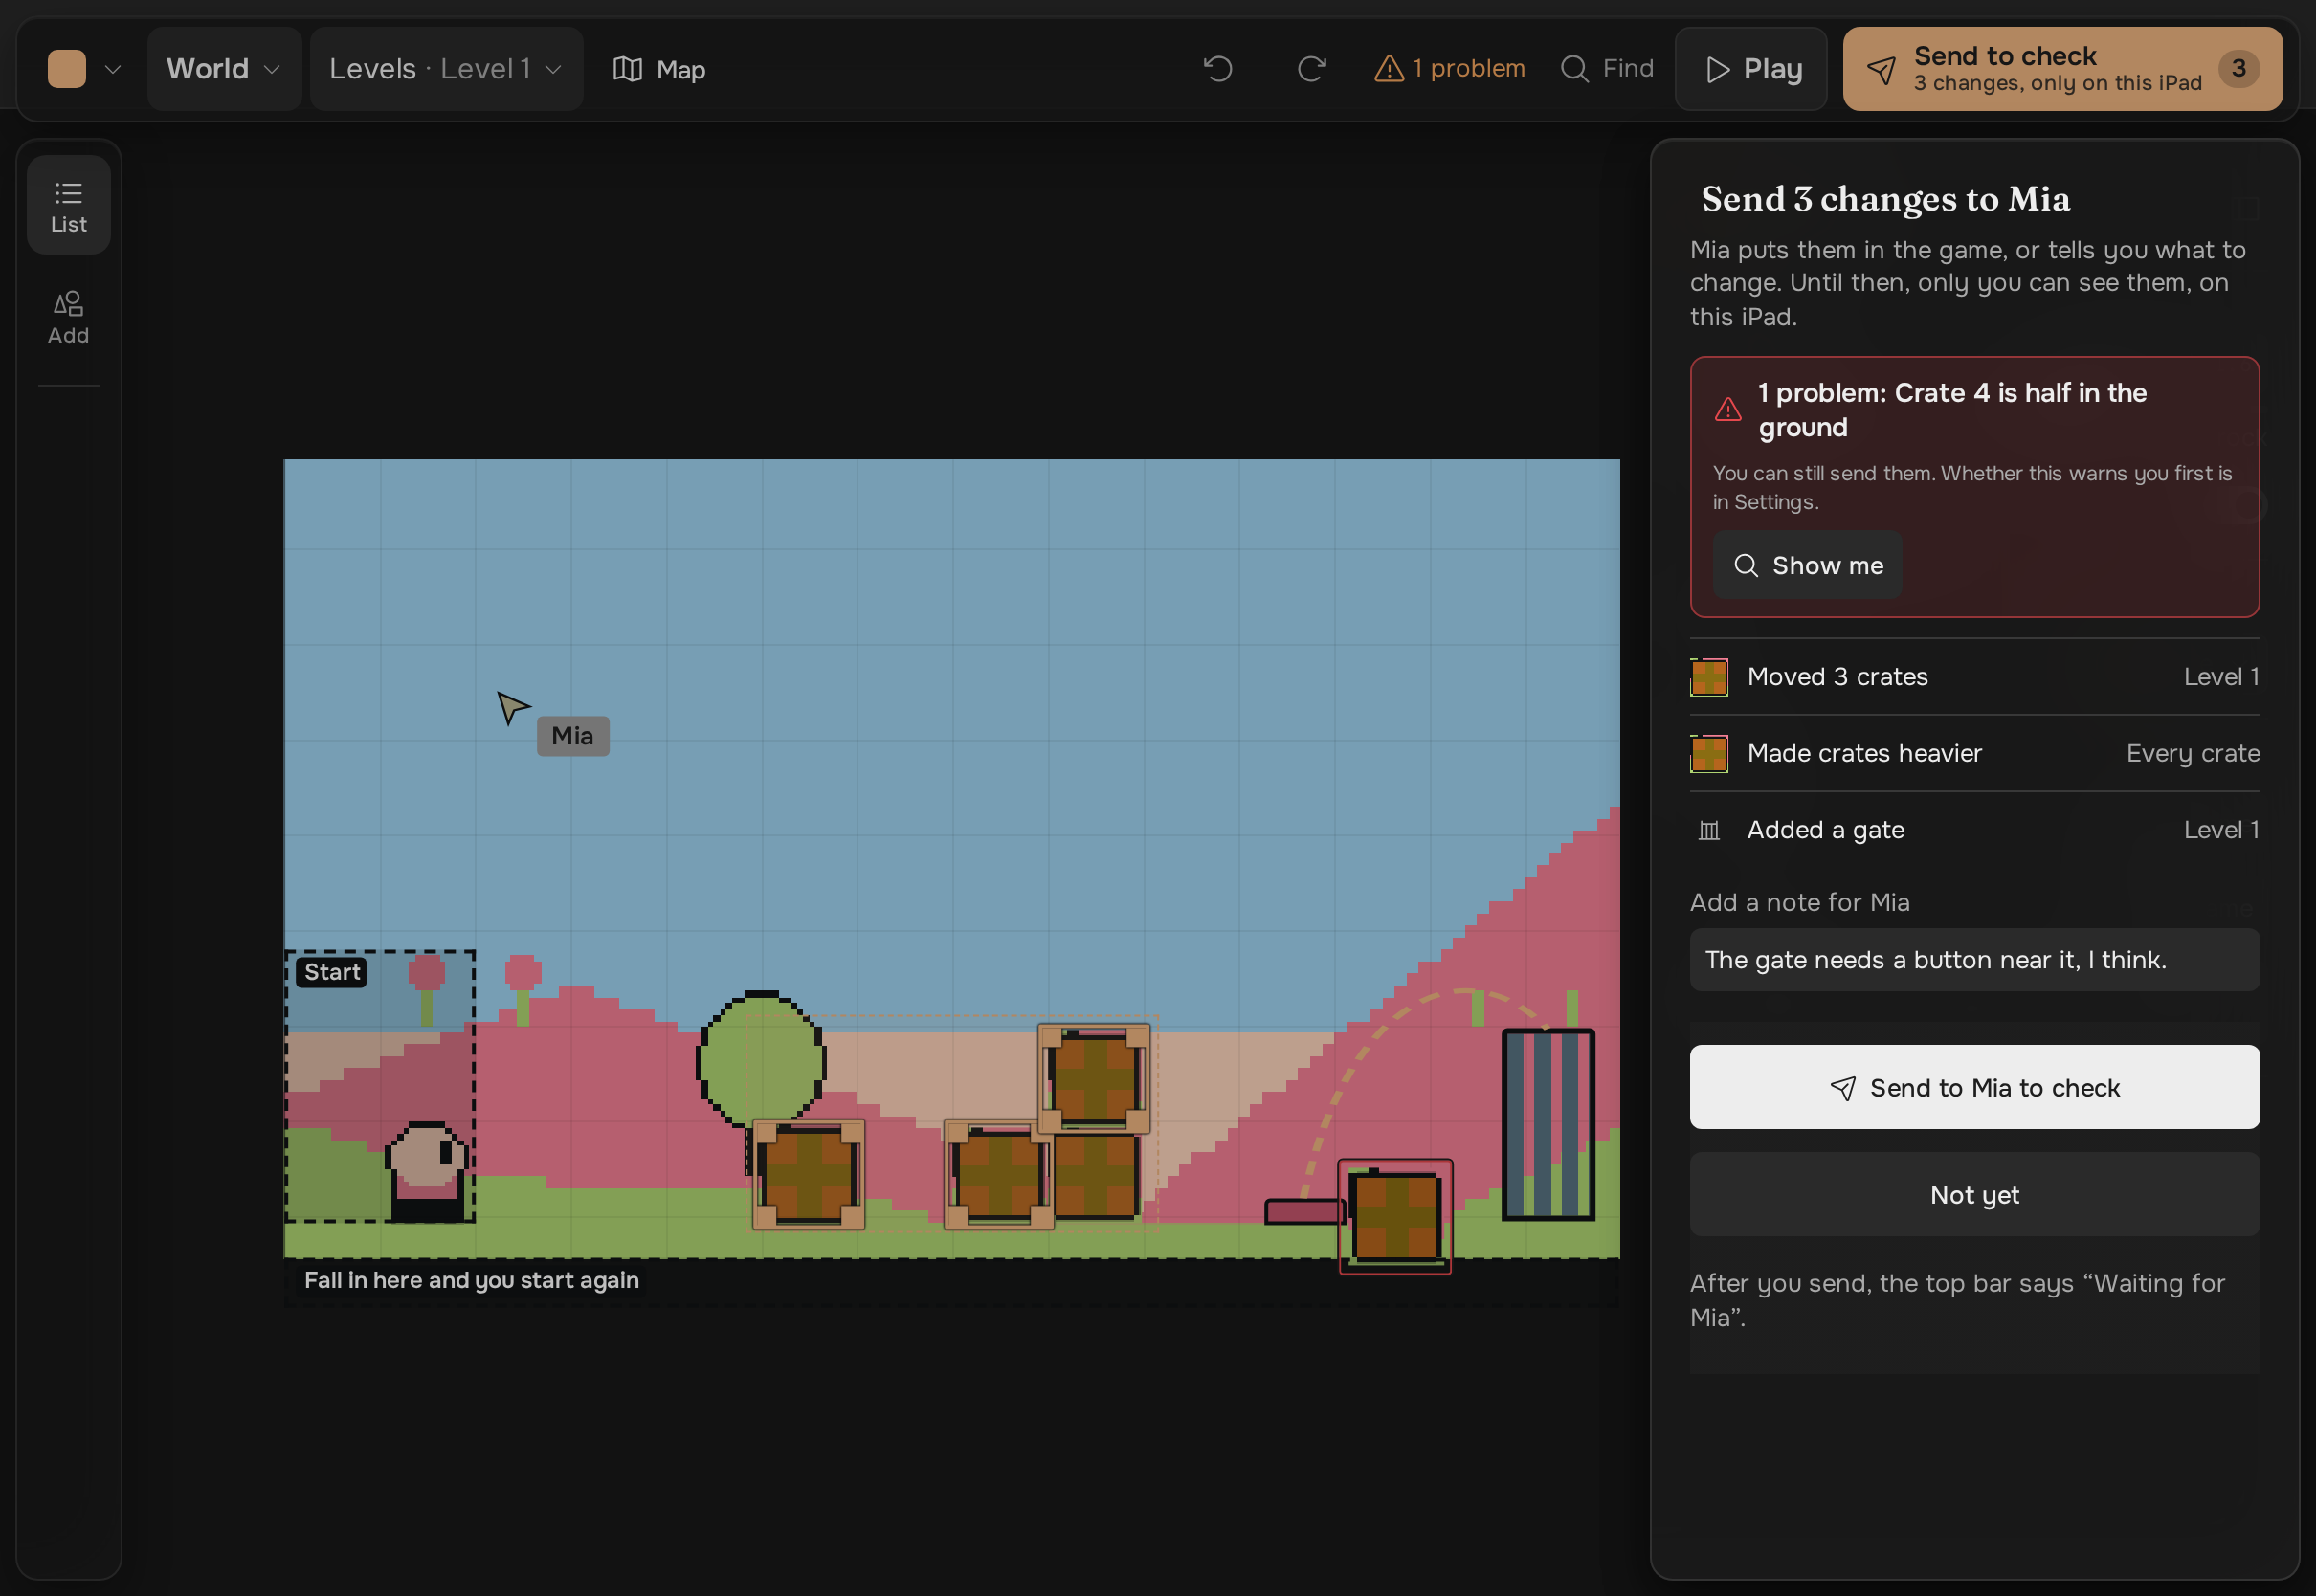 World
Levels · Level 1
Map
1 problem
Find
Play
Send to check
3 changes, only on this iPad
3
List
Add
Mia
Start
Fall in here and you start again
Send 3 changes to Mia
Mia puts them in the game, or tells you what to
change. Until then, only you can see them, on
this iPad.
1 problem: Crate 4 is half in the
ground
You can still send them. Whether this warns you first is
in Settings.
Show me
Moved 3 crates
Level 1
Made crates heavier
Every crate
Added a gate
Level 1
Add a note for Mia
The gate needs a button near it, I think.
Send to Mia to check
Not yet
After you send, the top bar says “Waiting for
Mia”.